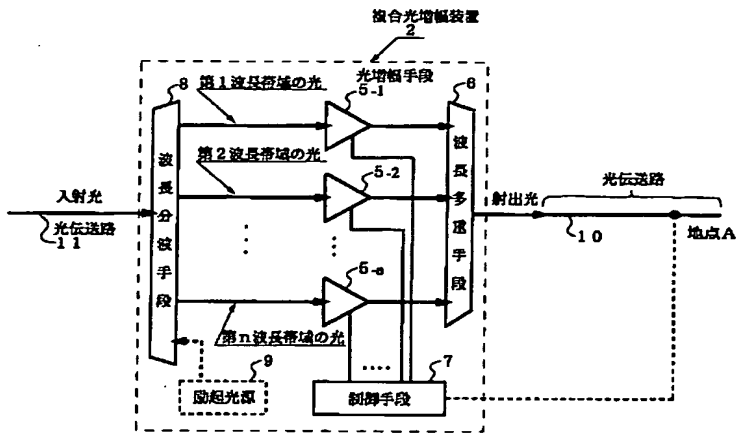 複合光増幅装置
2
光増幅手段
8
第1波長帯域の光
5-1
6
波長分波手段
第2波長帯域の光
5-2
波長多重手段
入射光
光伝送路
11
射出光
光伝送路
10
地点A
5-n
第n波長帯域の光
9
励起光源
7
制御手段